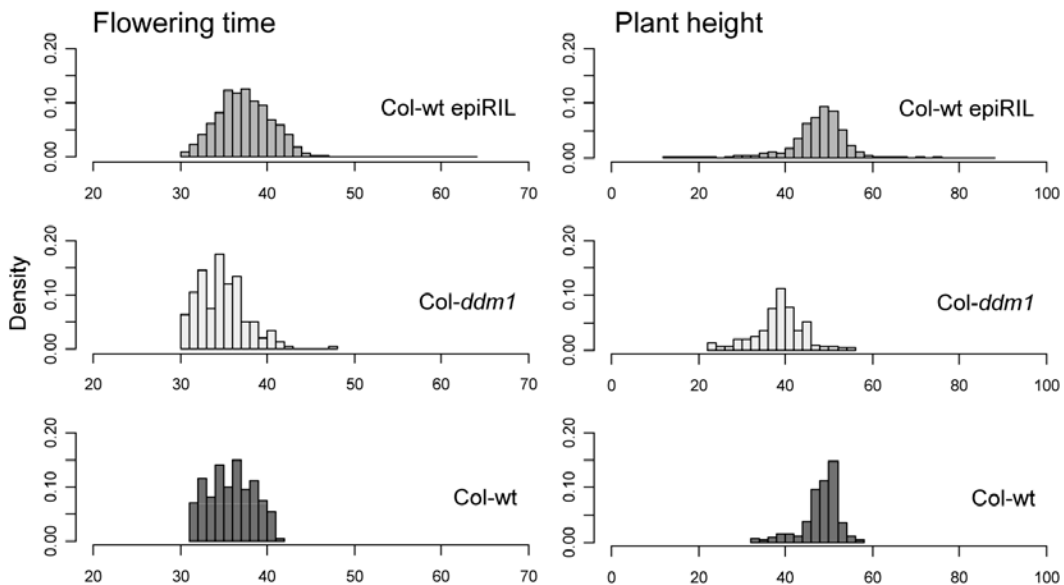 Flowering time
Plant height
Density
0.00 0.10 0.20
Col-wt epiRIL
20 30 40 50 60 70
0.00 0.10 0.20
Col-wt epiRIL
0 20 40 60 80 100
0.00 0.10 0.20
Col-ddm1
20 30 40 50 60 70
0.00 0.10 0.20
Col-ddm1
0 20 40 60 80 100
0.00 0.10 0.20
Col-wt
20 30 40 50 60 70
0.00 0.10 0.20
Col-wt
0 20 40 60 80 100